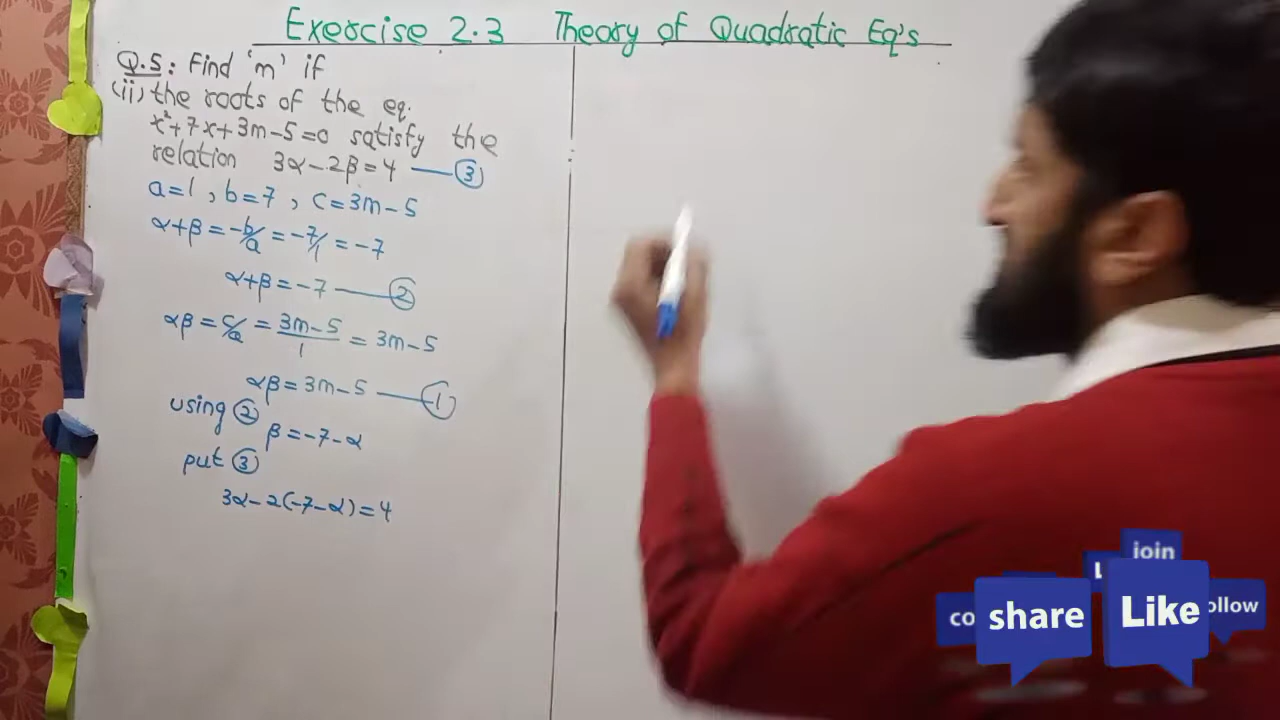 Exercise 2.3 Theory of Quadratic Eq's
Q.5: Find 'm' if
(ii) the roots of the eq.
x²+7x+3m-5=0 satisfy the
relation 3α-2β=4 —③
a=1, b=7, c=3m-5
α+β=-b/a=-7/1=-7
α+β=-7 —②
αβ=c/a=(3m-5)/1=3m-5
αβ=3m-5 —①
using ②
β=-7-α
put ③
3α-2(-7-α)=4
join
share
Like